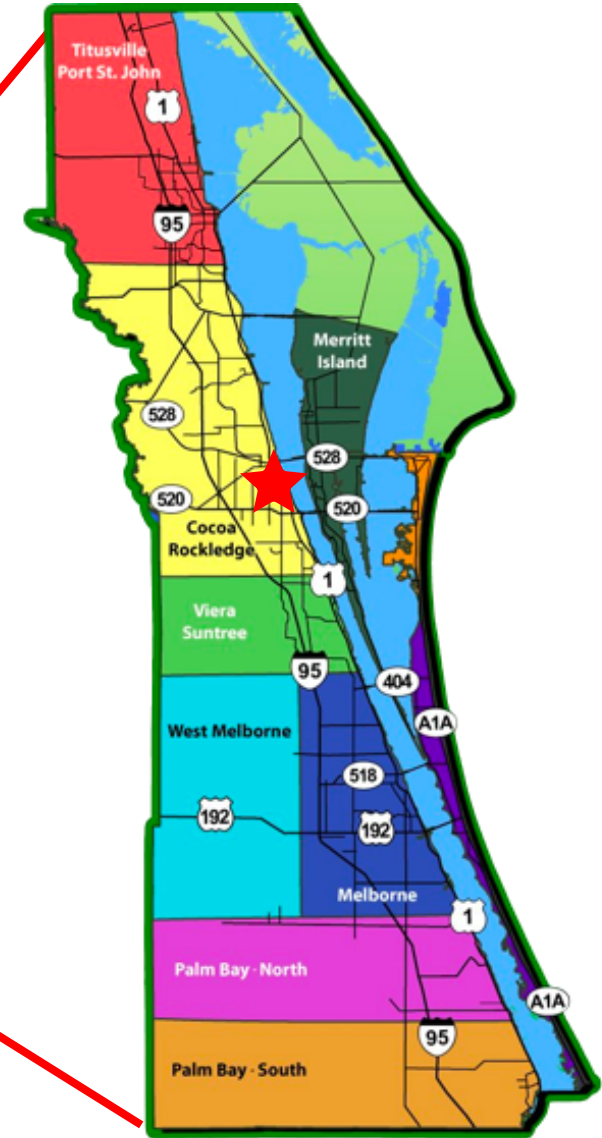 Titusville
Port St. John
1
95
Merritt
Island
528
528
520
520
Cocoa
Rockledge
1
Viera
Suntree
95
404
A1A
West Melborne
518
192
192
Melborne
1
Palm Bay - North
A1A
95
Palm Bay - South